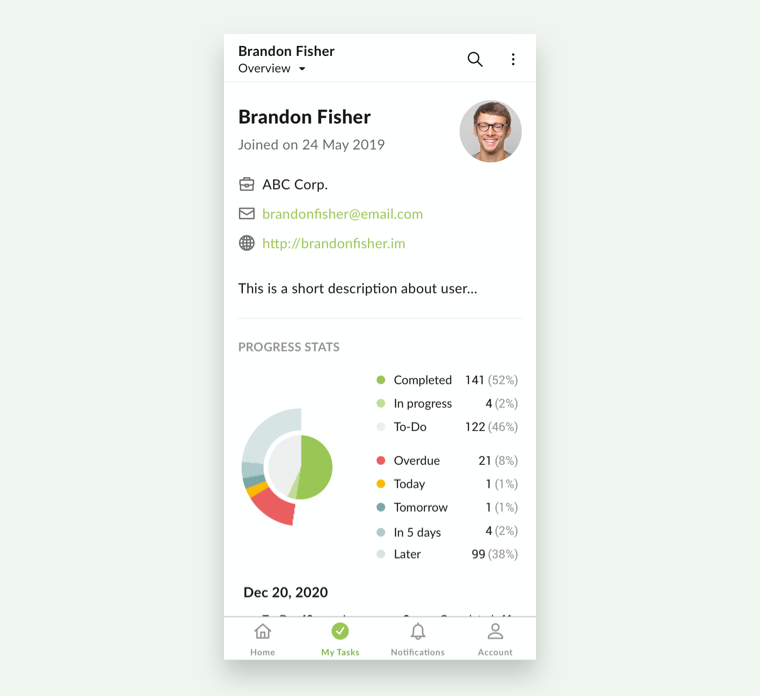 Brandon Fisher
Overview
Brandon Fisher
Joined on 24 May 2019
ABC Corp.
brandonfisher@email.com
http://brandonfisher.im
This is a short description about user...
PROGRESS STATS
Completed 141 (52%)
In progress 4 (2%)
To-Do 122 (46%)
Overdue 21 (8%)
Today 1 (1%)
Tomorrow 1 (1%)
In 5 days 4 (2%)
Later 99 (38%)
Dec 20, 2020
Home My Tasks Notifications Account